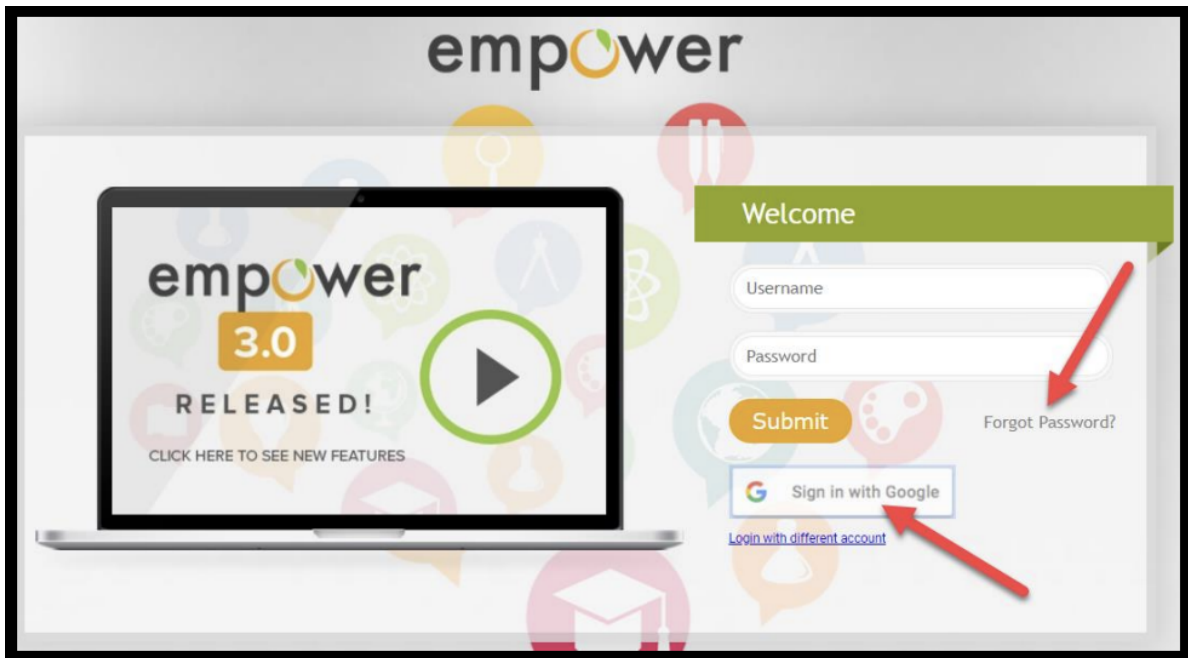 empower
empower
3.0
RELEASED!
CLICK HERE TO SEE NEW FEATURES
Welcome
Username
Password
Submit
Forgot Password?
Sign in with Google
Login with different account